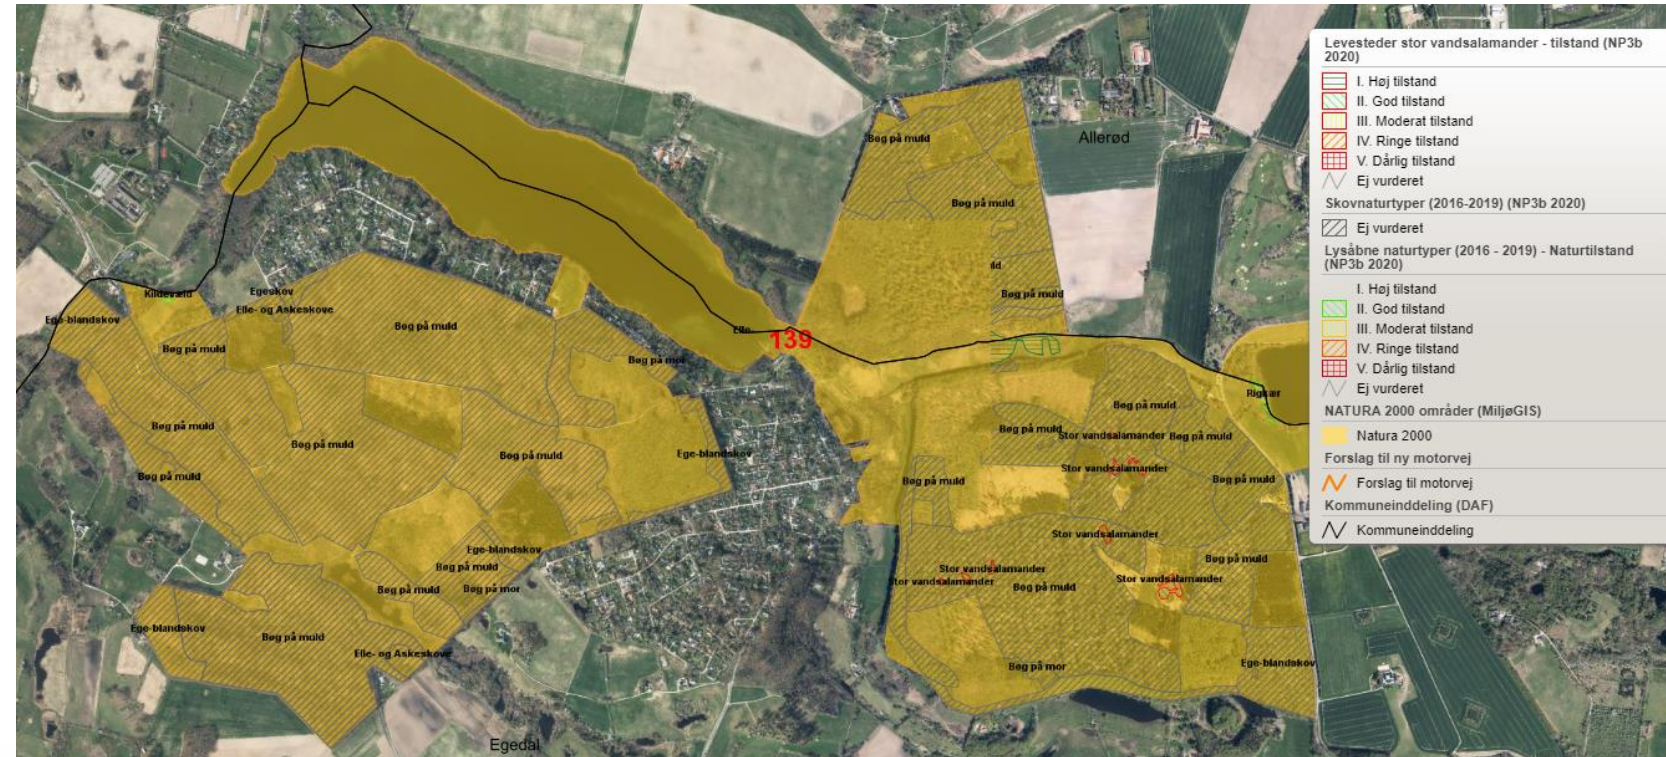 Levesteder stor vandsalamander - tilstand (NP3b
2020)
I. Høj tilstand
II. God tilstand
III. Moderat tilstand
IV. Ringe tilstand
V. Dårlig tilstand
Ej vurderet
Skovnaturtyper (2016-2019) (NP3b 2020)
Ej vurderet
Lysåbne naturtyper (2016 - 2019) - Naturtilstand
(NP3b 2020)
I. Høj tilstand
II. God tilstand
III. Moderat tilstand
IV. Ringe tilstand
V. Dårlig tilstand
Ej vurderet
NATURA 2000 områder (MiljøGIS)
Natura 2000
Forslag til ny motorvej
Forslag til motorvej
Kommuneinddeling (DAF)
Kommuneinddeling
Bøg på muld
Allerød
Bøg på muld
Bøg på muld
Kildevæld
Egeskov
Elle- og Askeskove
Ege-blandskov
Bøg på muld
Elle-
139
Bøg på muld
Bøg på mor
Rigkær
Bøg på muld
Bøg på muld
Bøg på muld
Bøg på muld
Stor vandsalamander
Bøg på muld
Bøg på muld
Ege-blandskov
Stor vandsalamander
Bøg på muld
Bøg på muld
Bøg på muld
Stor vandsalamander
Ege-blandskov
Bøg på muld
Bøg på muld
Stor vandsalamander
Stor vandsalamander
Stor vandsalamander
Bøg på muld
Bøg på muld
Bøg på mor
Ege-blandskov
Bøg på muld
Elle- og Askeskove
Bøg på mor
Ege-blandskov
Egedal